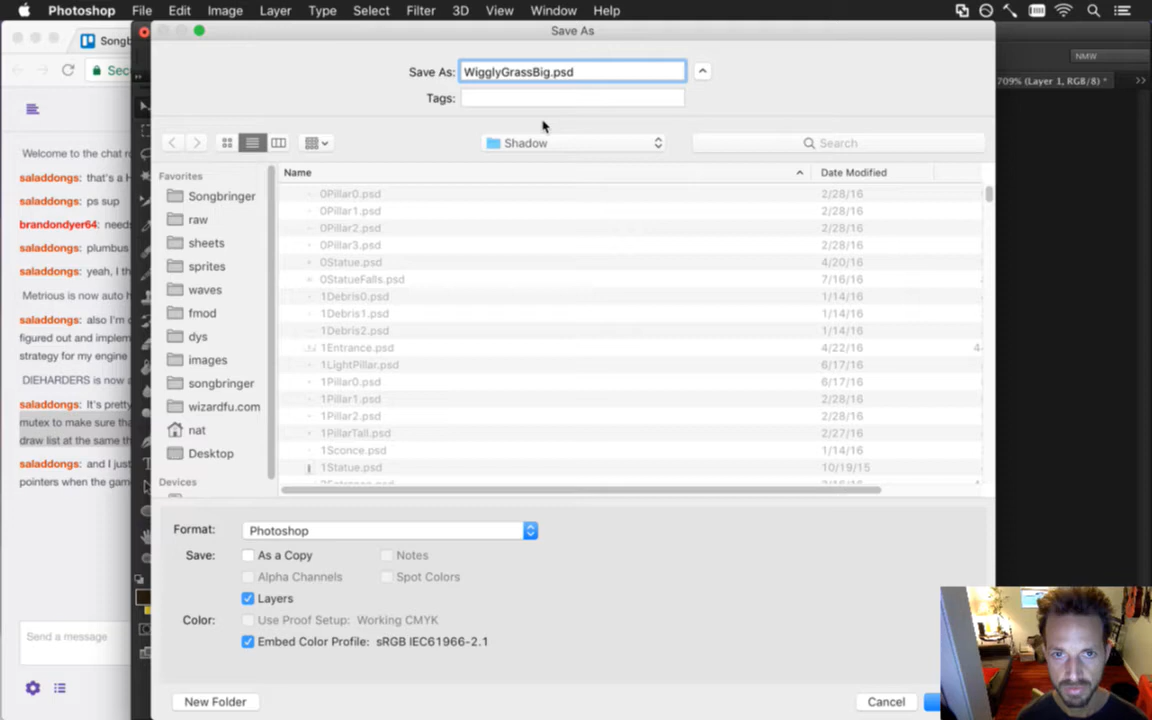 Photoshop File Edit Image Layer Type Select Filter 3D View Window Help
Songb
Sec
Save As
NMW
709% (Layer 1, RGB/8) *
Save As: WigglyGrassBig.psd
Tags:
Shadow
Search
Favorites
Songbringer
raw
sheets
sprites
waves
fmod
dys
images
songbringer
wizardfu.com
nat
Desktop
Devices
Name Date Modified
0Pillar0.psd 2/28/16
0Pillar1.psd 2/28/16
0Pillar2.psd 2/28/16
0Pillar3.psd 2/28/16
0Statue.psd 4/20/16
0StatueFalls.psd 7/16/16
1Debris0.psd 1/14/16
1Debris1.psd 1/14/16
1Debris2.psd 1/14/16
1Entrance.psd 4/22/16 4
1LightPillar.psd 6/17/16
1Pillar0.psd 6/17/16
1Pillar1.psd 2/28/16
1Pillar2.psd 2/28/16
1PillarTall.psd 2/27/16
1Sconce.psd 1/14/16
1Statue.psd 10/19/15
Format: Photoshop
Save: As a Copy Notes
Alpha Channels Spot Colors
Layers
Color: Use Proof Setup: Working CMYK
Embed Color Profile: sRGB IEC61966-2.1
New Folder Cancel
Welcome to the chat ro
saladdongs: that's a H
saladdongs: ps sup
brandondyer64: needs
saladdongs: plumbus
saladdongs: yeah, I th
Metrious is now auto h
saladdongs: also I'm c
figured out and implem
strategy for my engine
DIEHARDERS is now a
saladdongs: It's pretty
mutex to make sure tha
draw list at the same th
saladdongs: and I just
pointers when the gam
Send a message